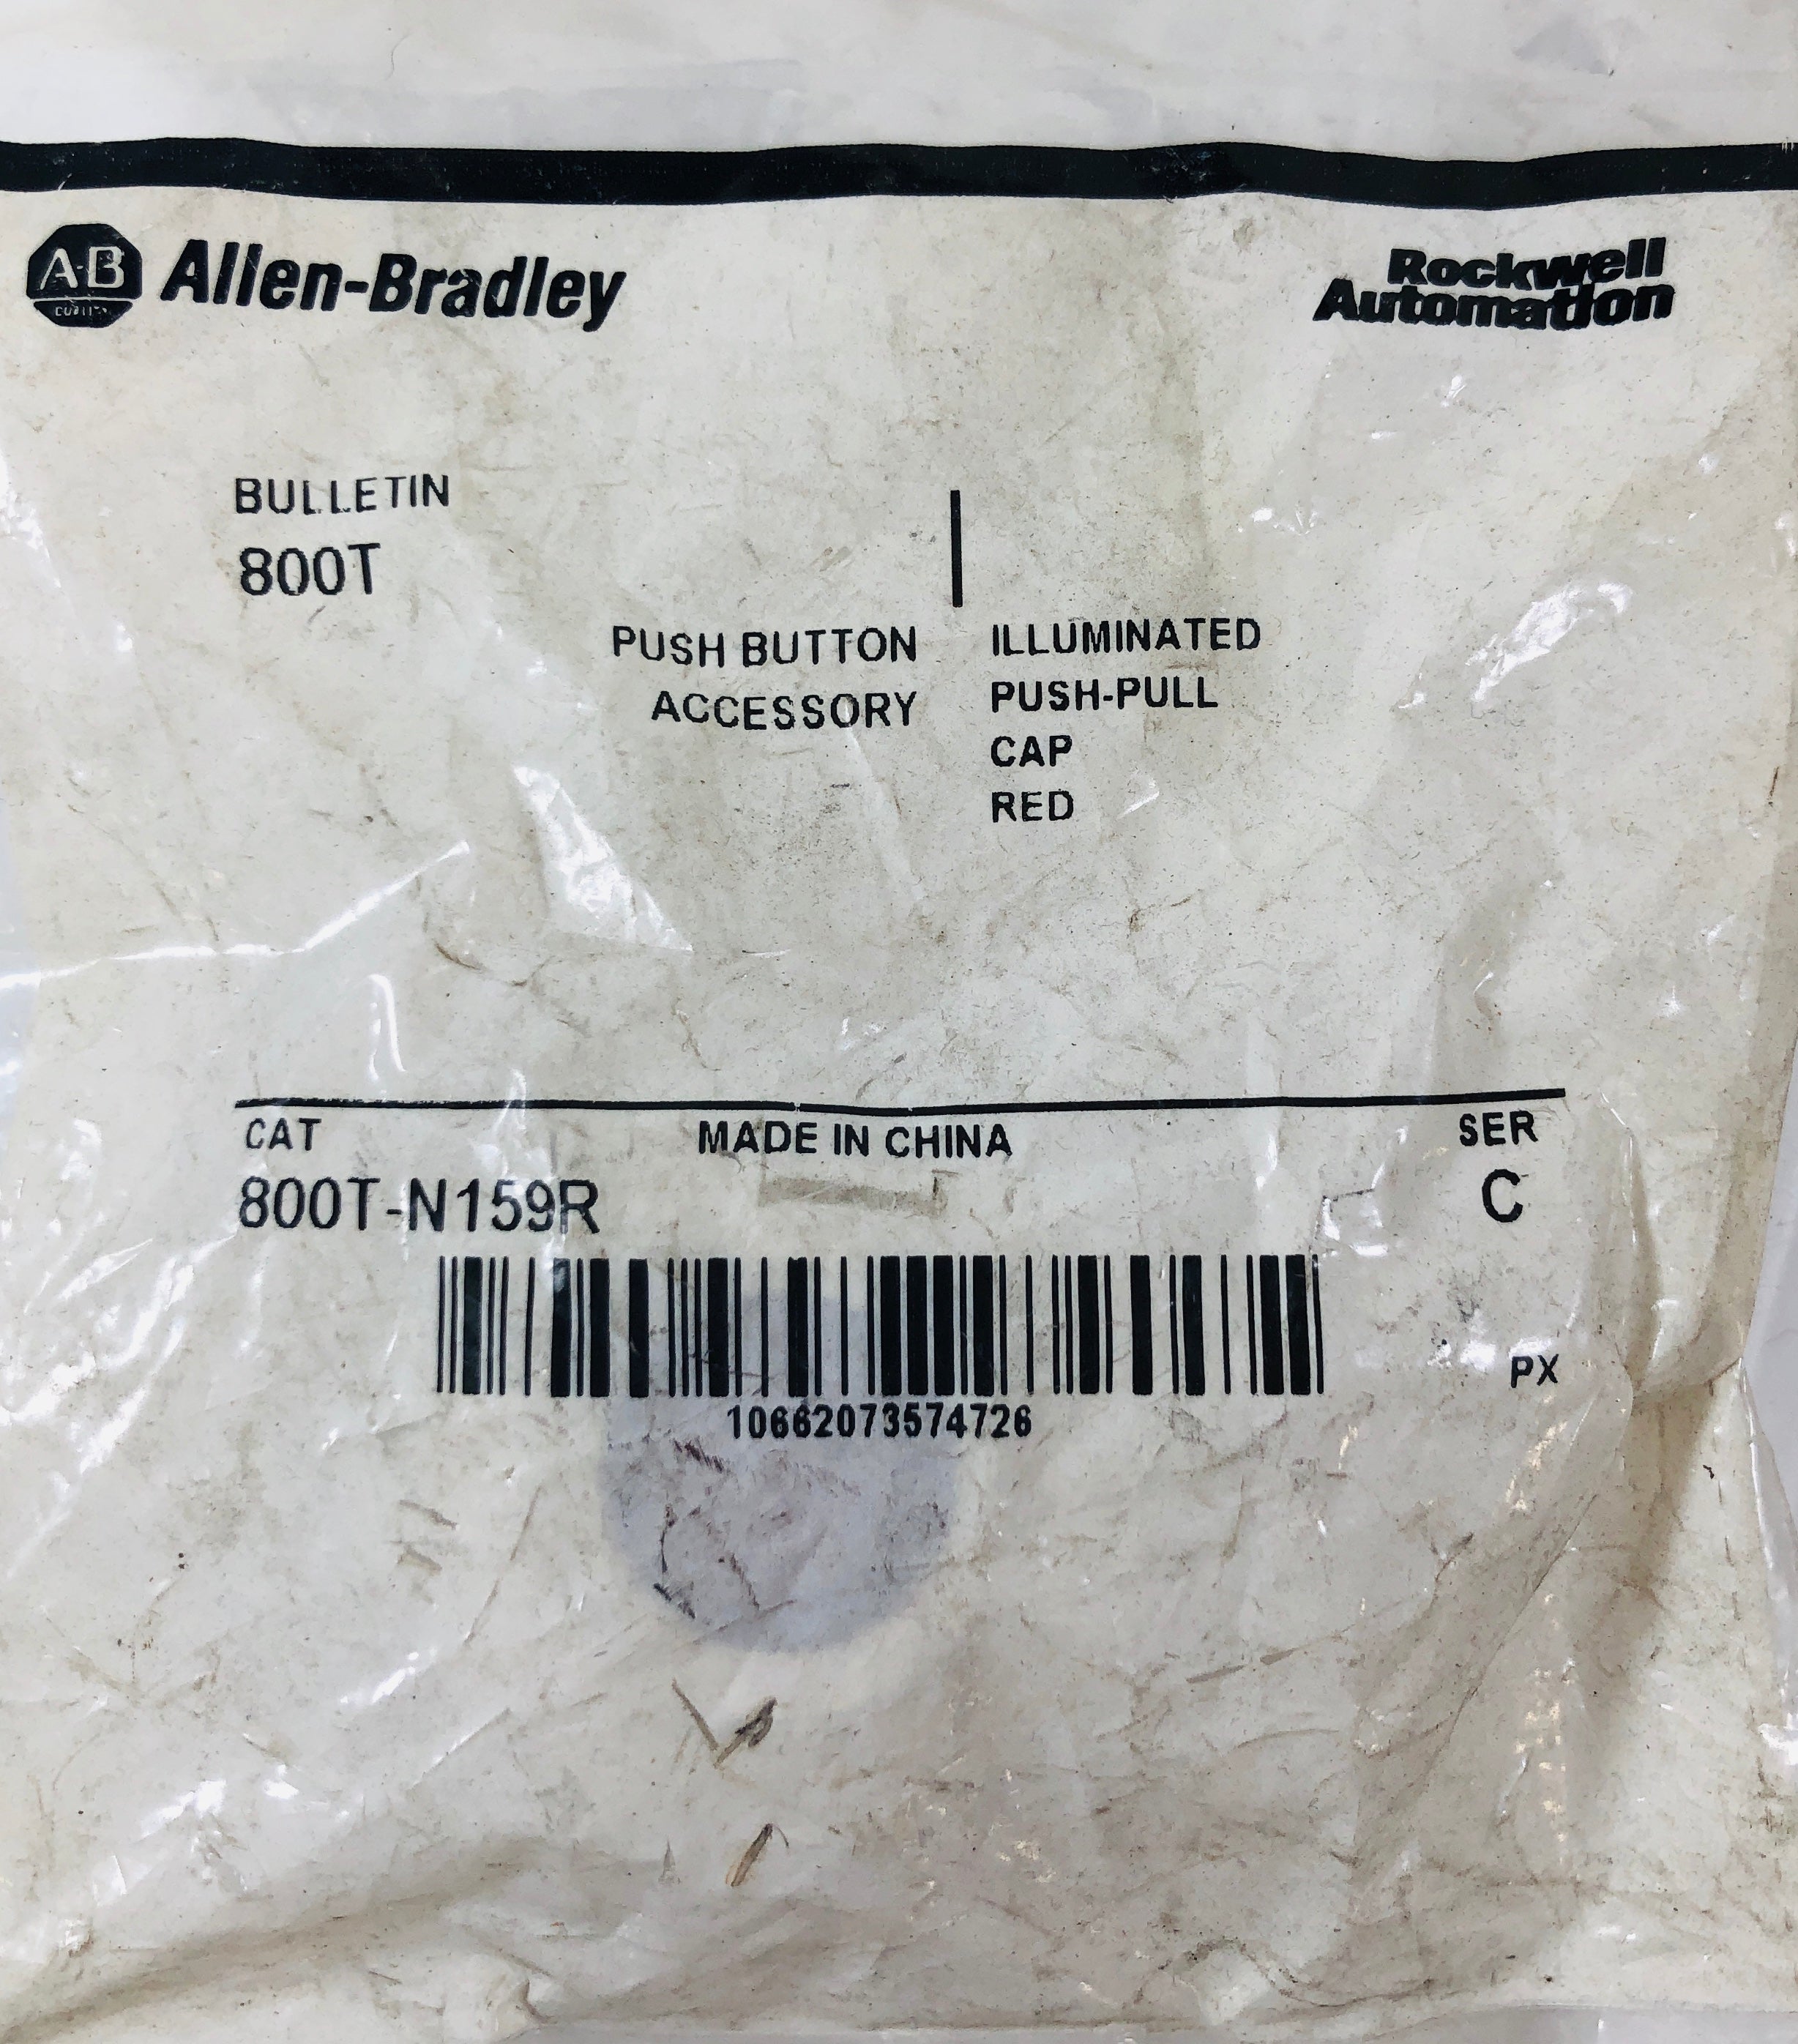 A-B
QUALITY
Allen-Bradley
Rockwell
Automation
BULLETIN
800T
PUSH BUTTON
ACCESSORY
ILLUMINATED
PUSH-PULL
CAP
RED
CAT
MADE IN CHINA
SER
800T-N159R
C
PX
10662073574726